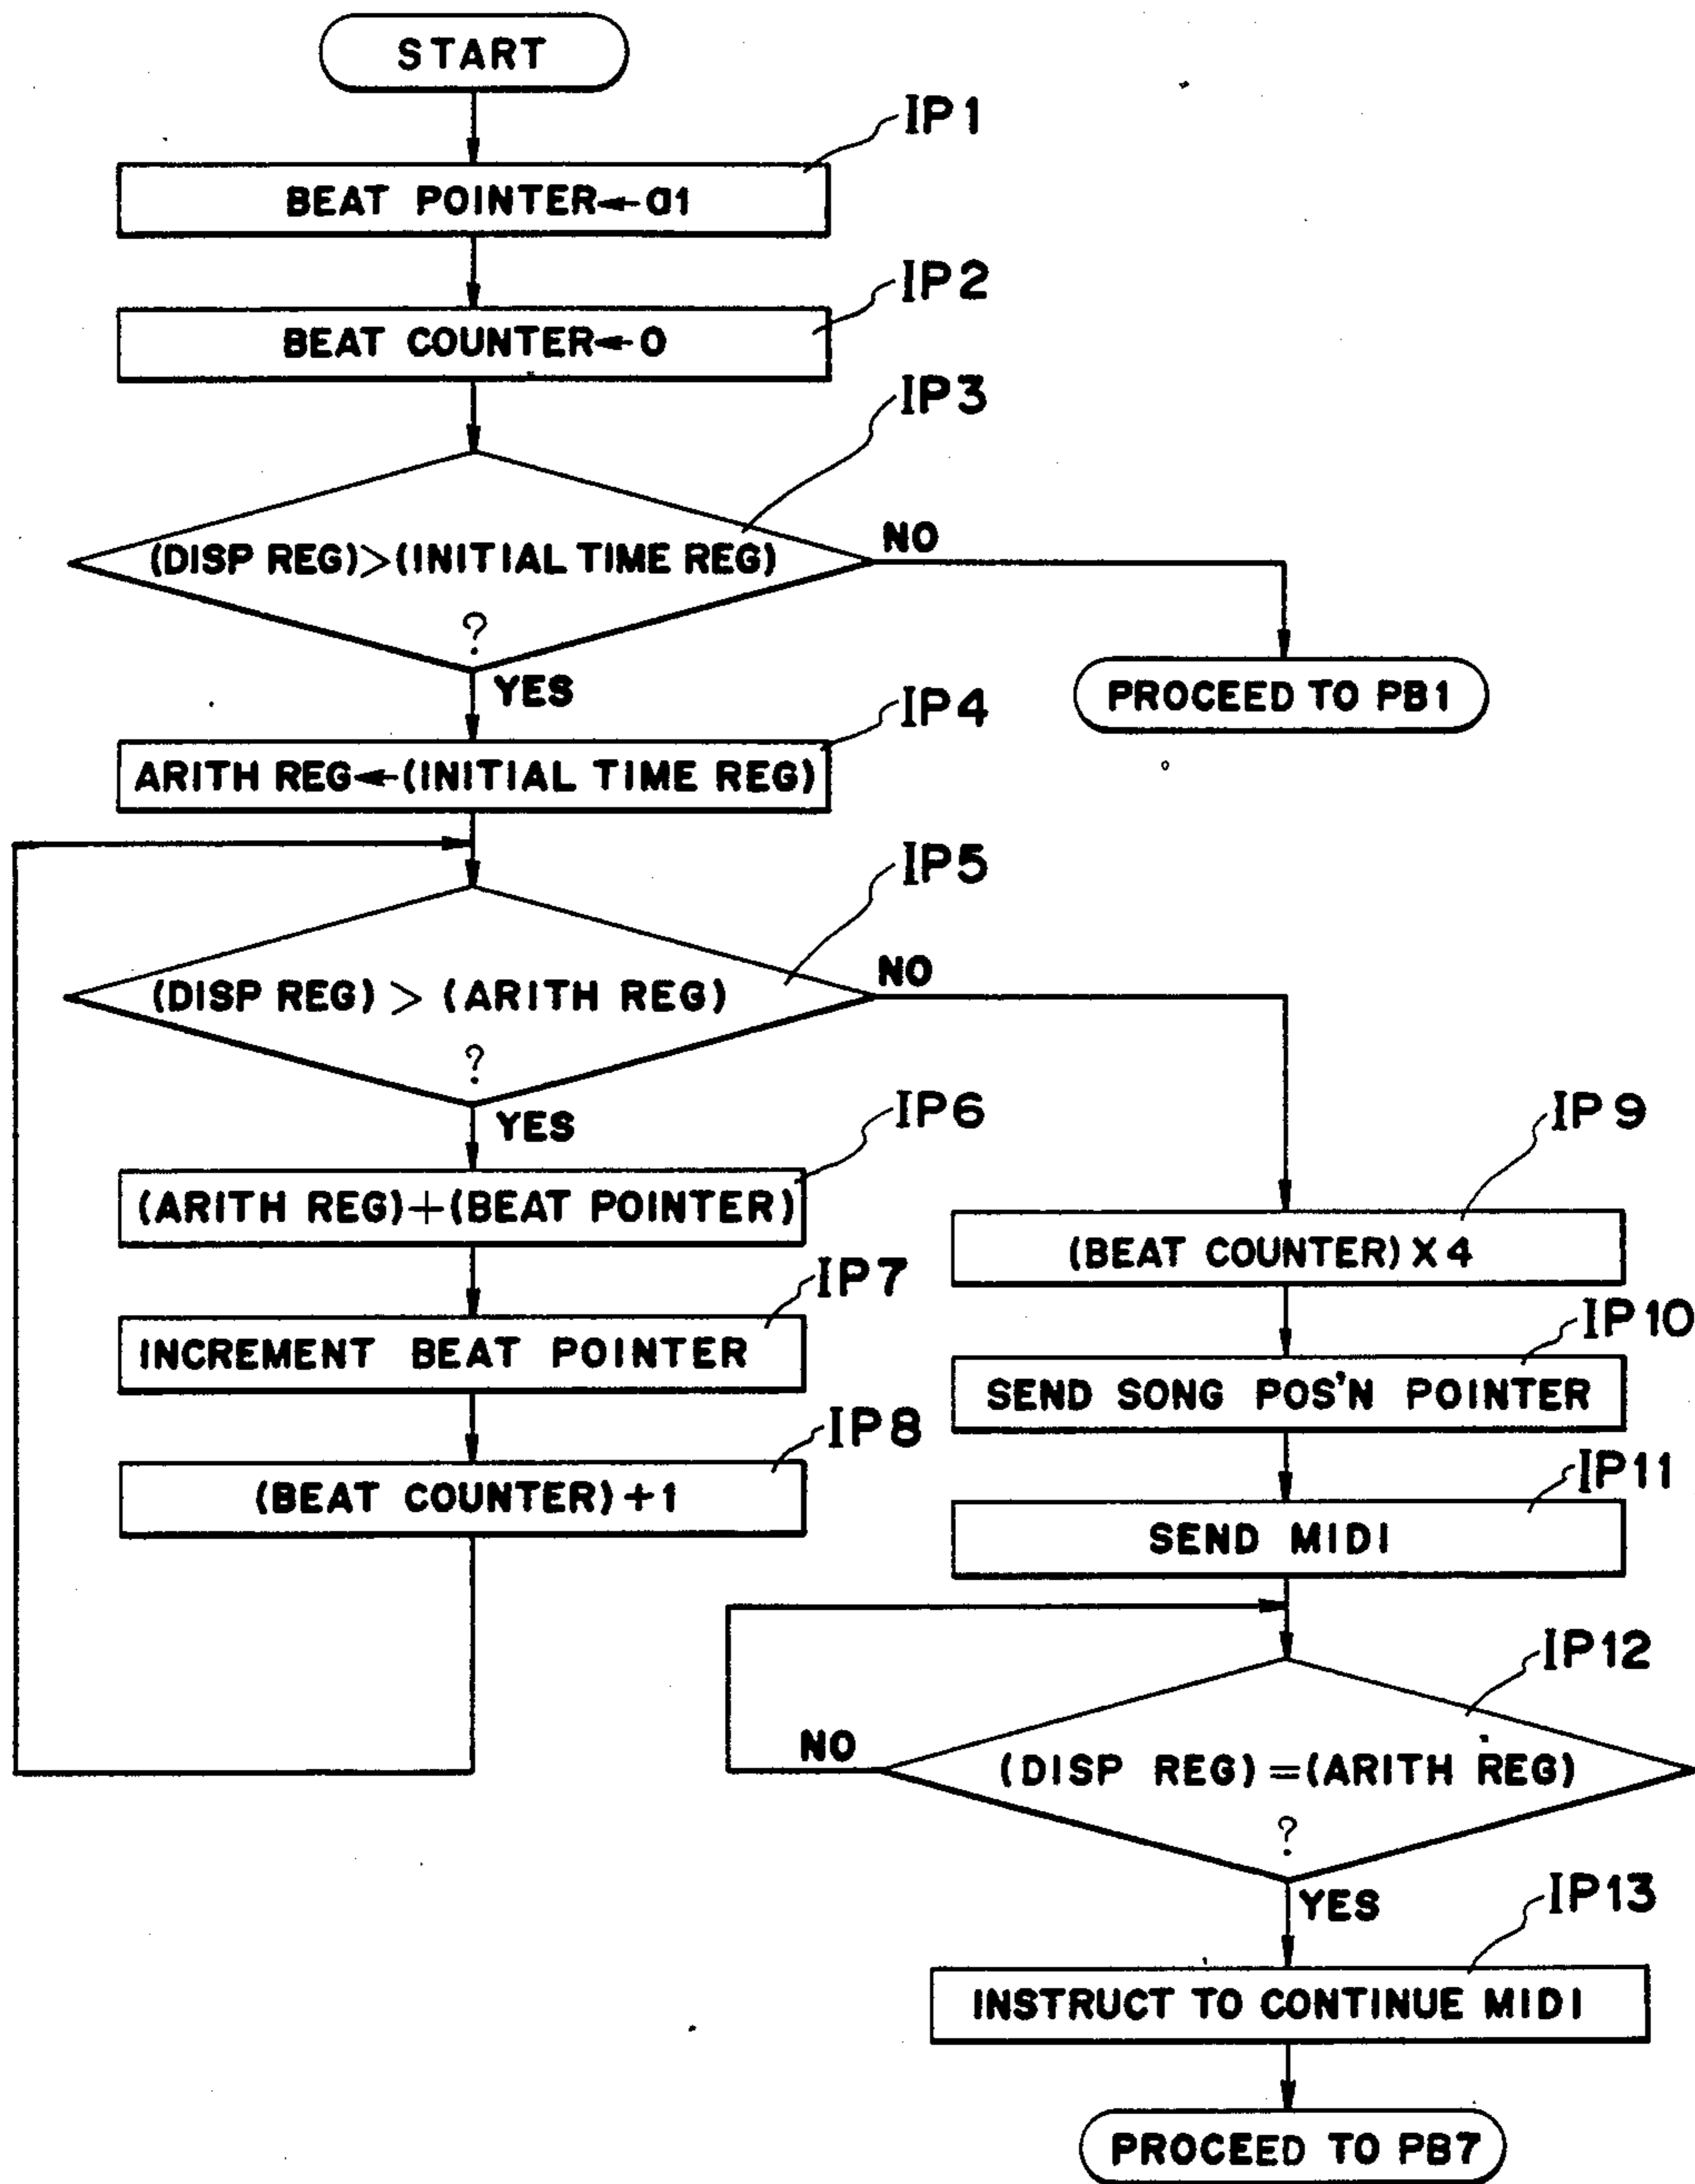 START
IP1
BEAT POINTER←a1
IP2
BEAT COUNTER←0
IP3
(DISP REG)>(INITIAL TIME REG)
?
NO
YES
PROCEED TO PB1
IP4
ARITH REG←(INITIAL TIME REG)
IP5
(DISP REG) > (ARITH REG)
?
NO
YES
IP6
(ARITH REG)+(BEAT POINTER)
IP7
INCREMENT BEAT POINTER
IP8
(BEAT COUNTER)+1
IP9
(BEAT COUNTER)X4
IP10
SEND SONG POS'N POINTER
IP11
SEND MIDI
IP12
(DISP REG)=(ARITH REG)
?
NO
YES
IP13
INSTRUCT TO CONTINUE MIDI
PROCEED TO PB7